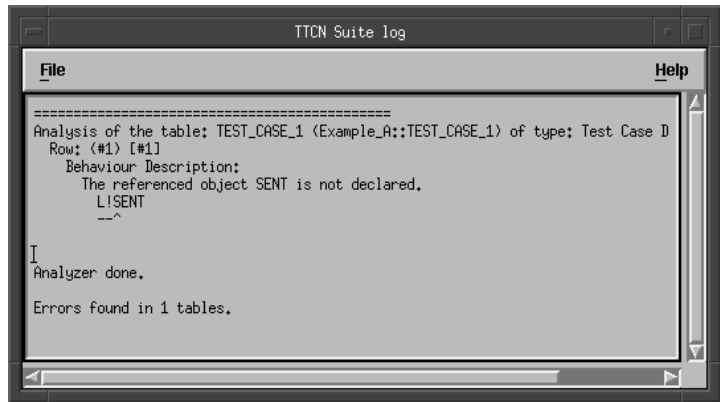 TTCN Suite log
File Help
=============================================
Analysis of the table: TEST_CASE_1 (Example_A::TEST_CASE_1) of type: Test Case D
Row: (#1) [#1]
Behaviour Description:
The referenced object SENT is not declared.
L!SENT
--^
Analyzer done.
Errors found in 1 tables.